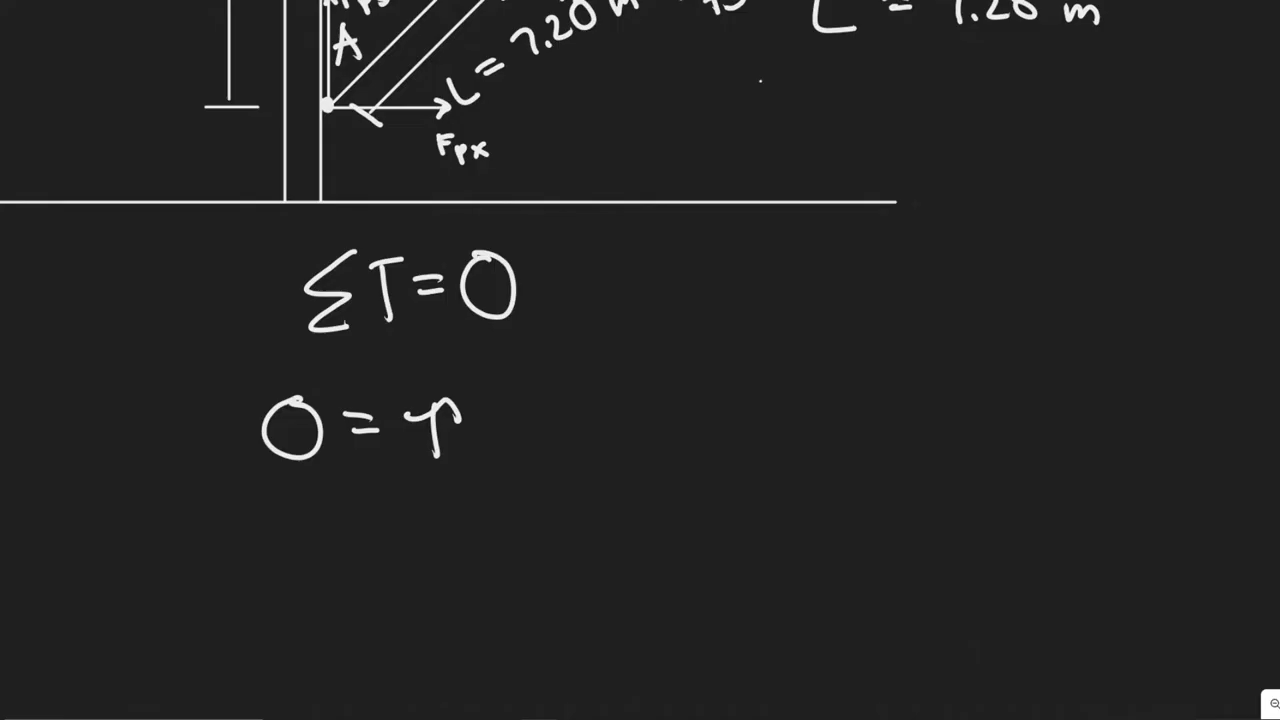 A
L = 7.20 m
L = 7.20 m
Fpx
ΣT=0
0 = τ